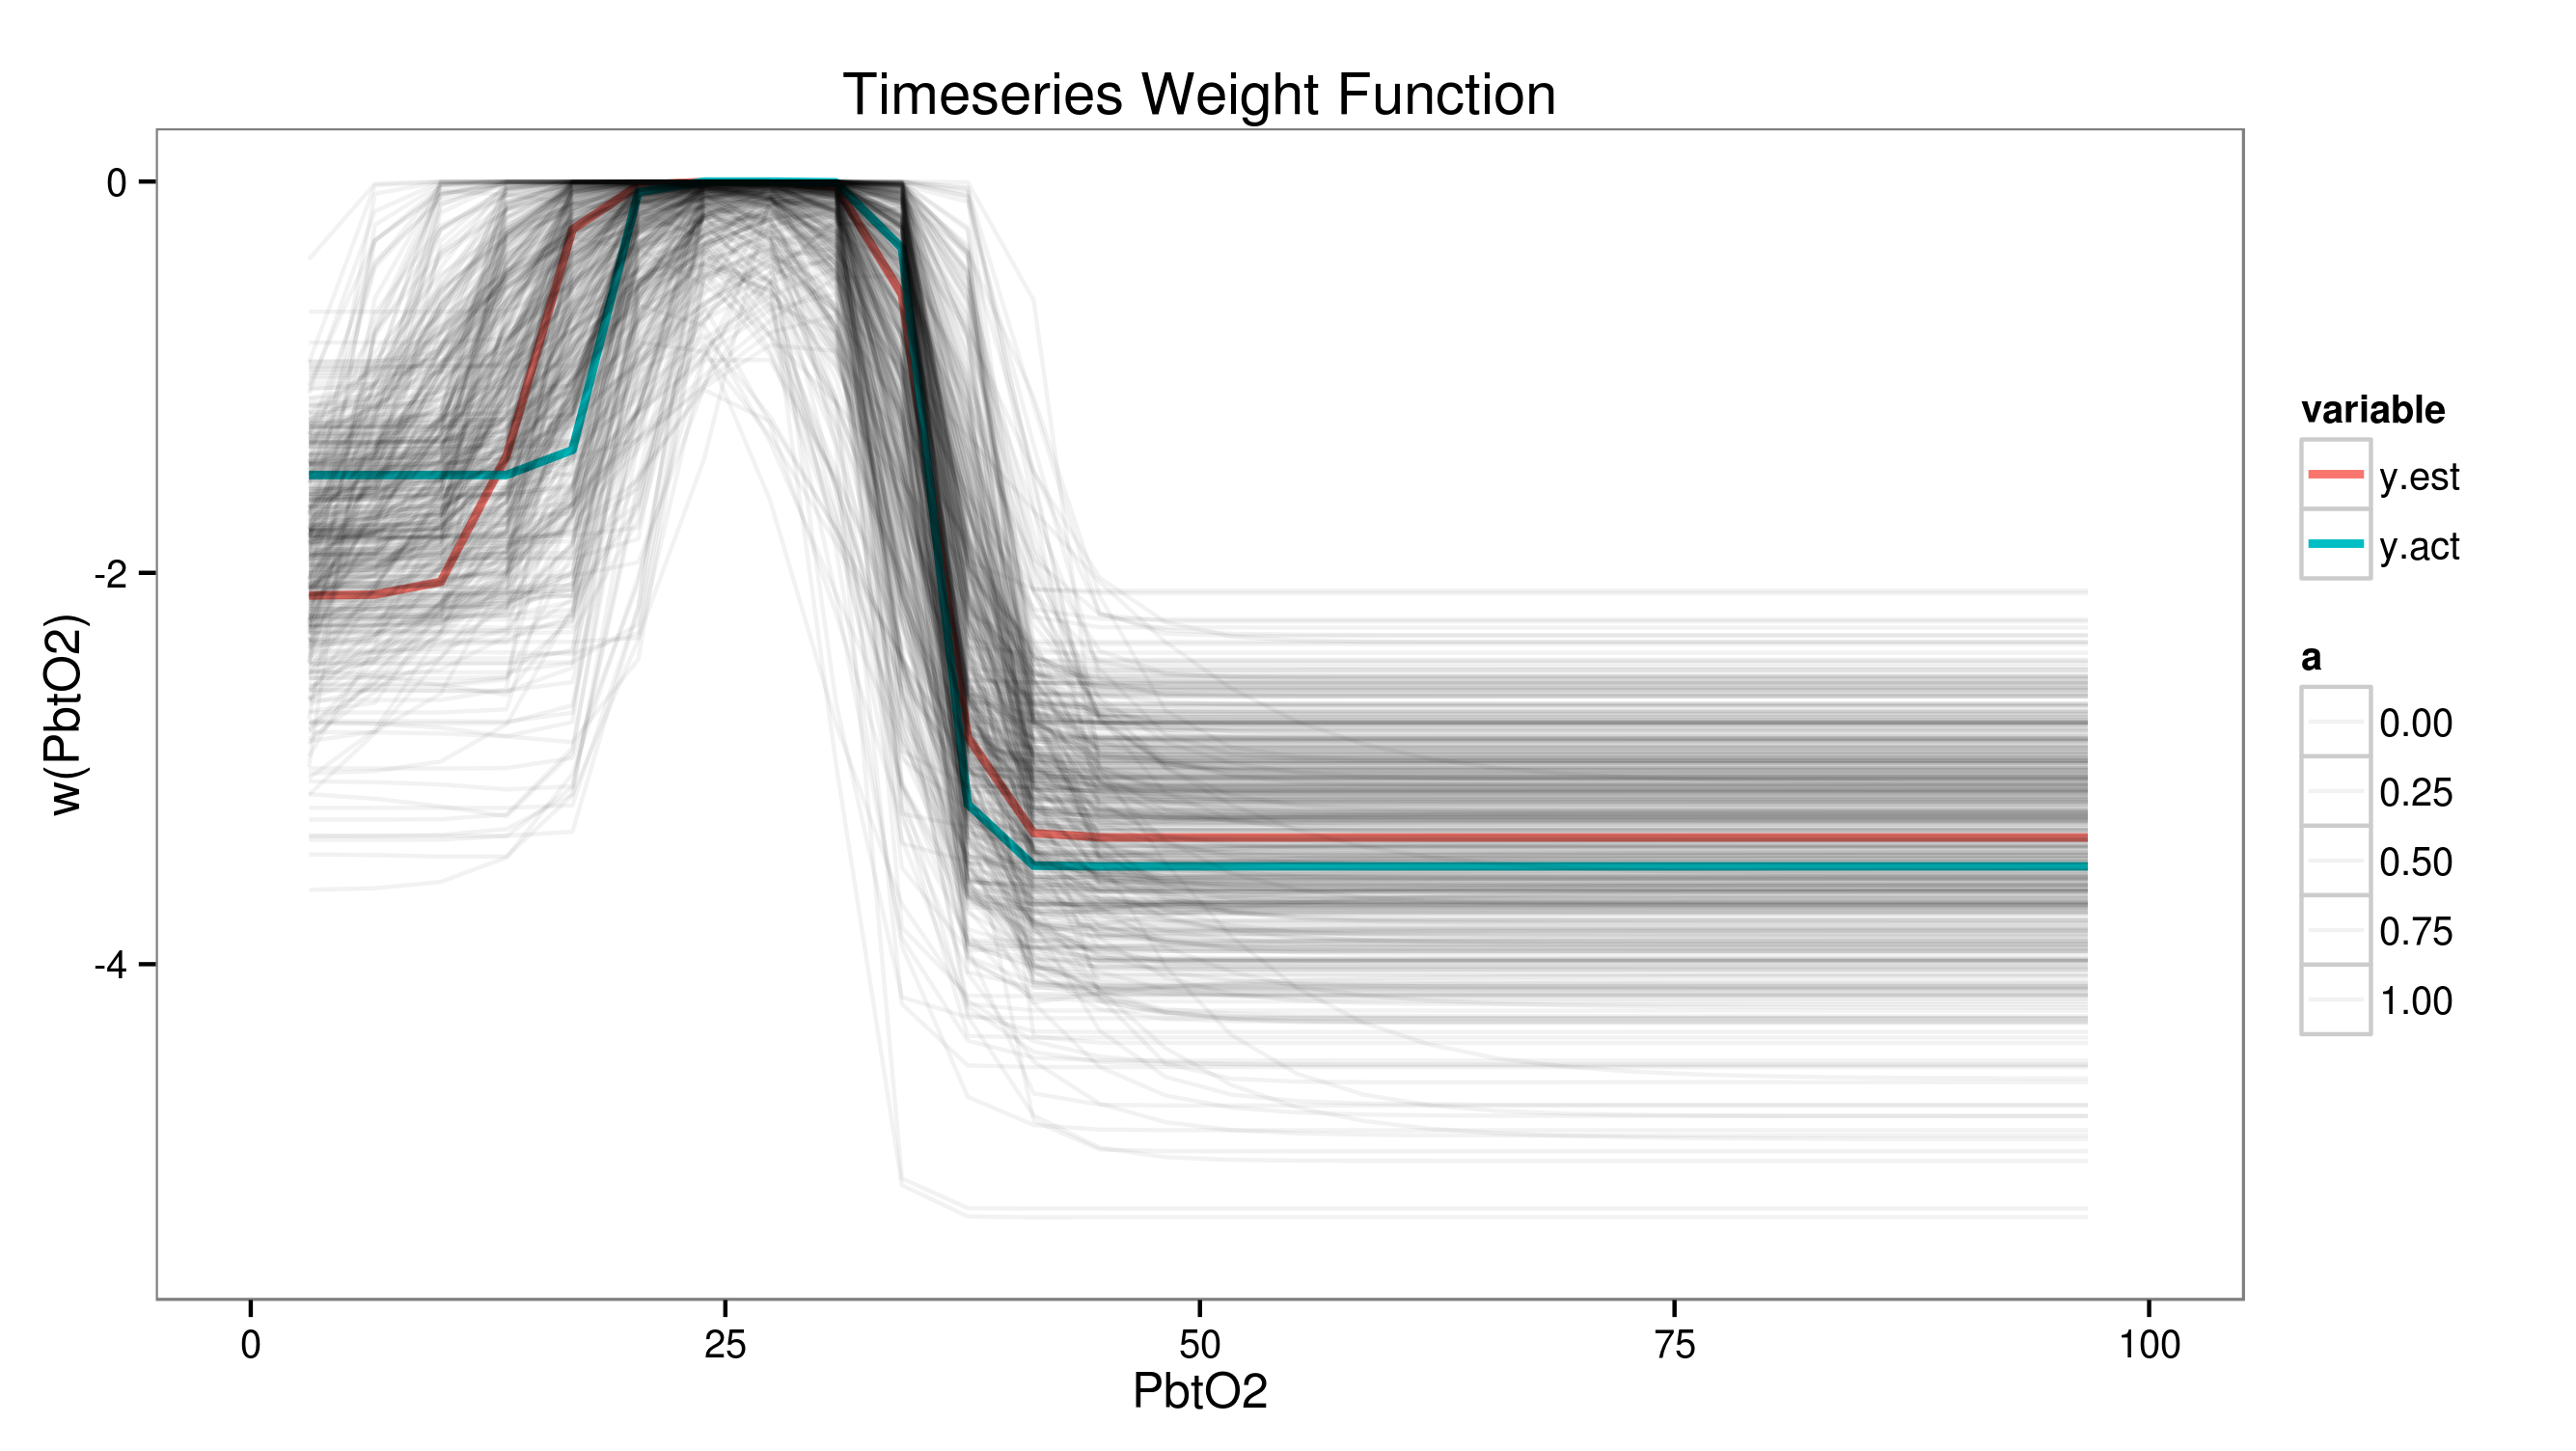 Timeseries Weight Function
0
-2
-4
w(PbtO2)
0
25
50
75
100
PbtO2
variable
y.est
y.act
a
0.00
0.25
0.50
0.75
1.00